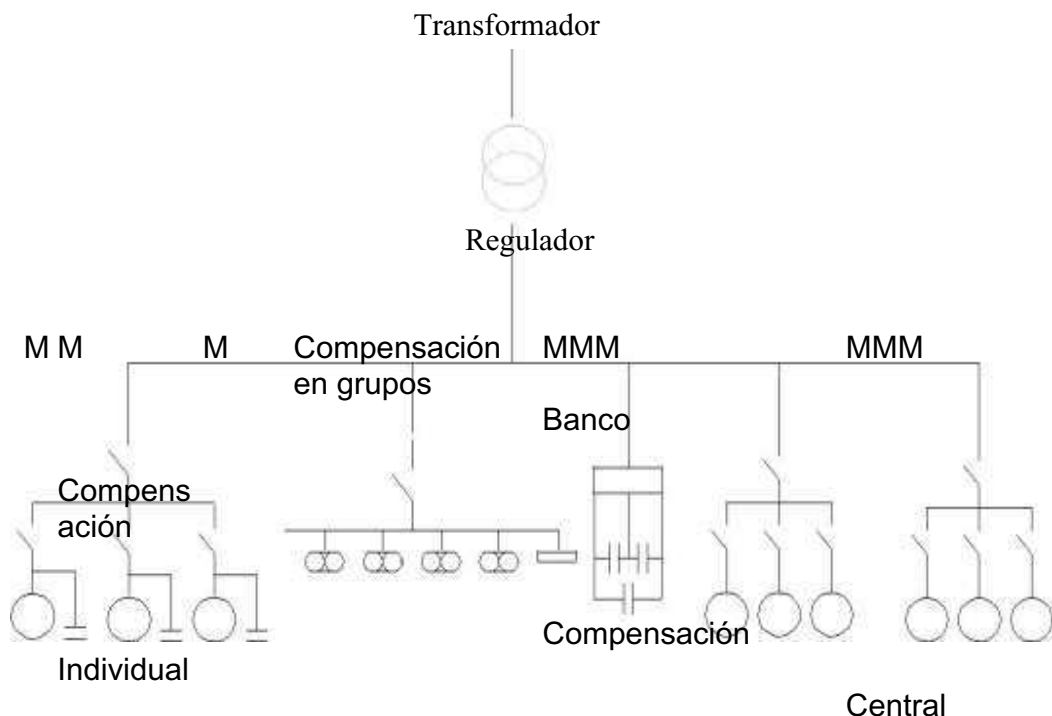 Transformador
Regulador
M M M Compensación MMM MMM
en grupos
Banco
Compens
ación
Compensación
Individual
Central